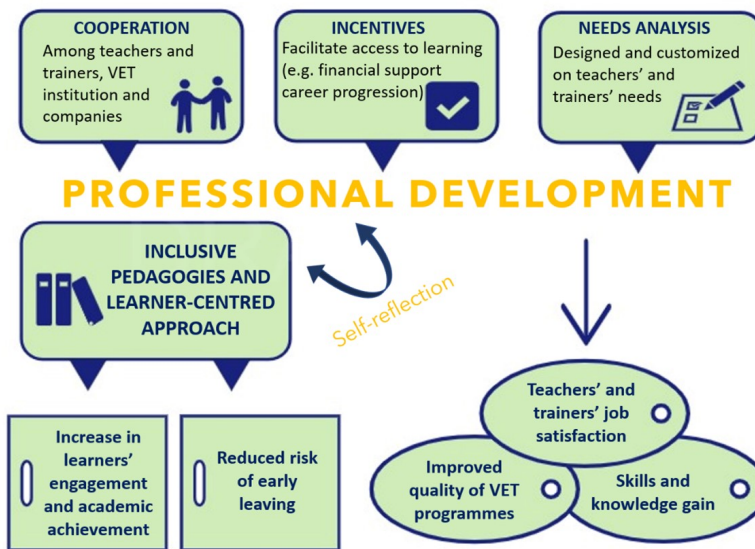 COOPERATION
Among teachers and
trainers, VET
institution and
companies
INCENTIVES
Facilitate access to learning
(e.g. financial support
career progression)
NEEDS ANALYSIS
Designed and customized
on teachers' and
trainers' needs
PROFESSIONAL DEVELOPMENT
INCLUSIVE
PEDAGOGIES AND
LEARNER-CENTRED
APPROACH
Self-reflection
Increase in
learners'
engagement
and academic
achievement
Reduced risk
of early
leaving
Teachers' and
trainers' job
satisfaction
Improved
quality of VET
programmes
Skills and
knowledge gain